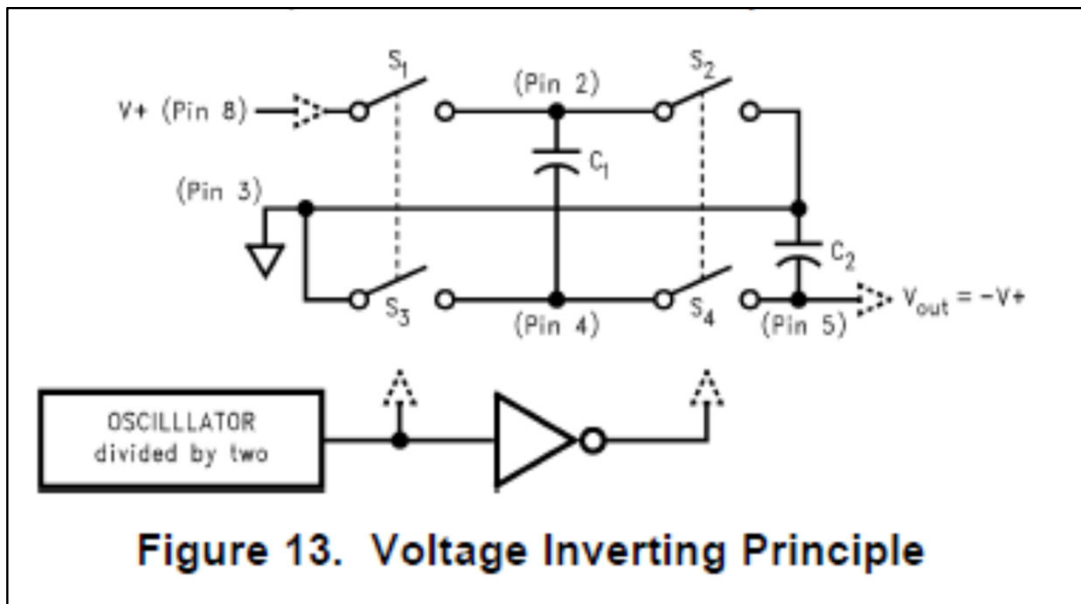 S1
(Pin 2)
S2
V+ (Pin 8)
C1
(Pin 3)
C2
S3
(Pin 4)
S4
(Pin 5)
Vout = -V+
OSCILLLATOR
divided by two
Figure 13. Voltage Inverting Principle